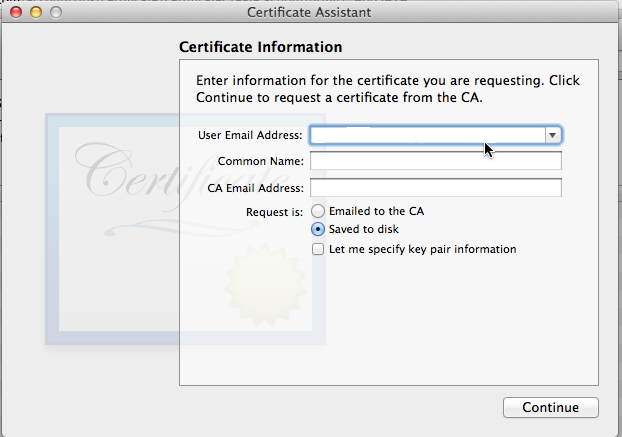 Certificate Assistant
Certificate Information
Enter information for the certificate you are requesting. Click
Continue to request a certificate from the CA.
User Email Address:
Common Name:
CA Email Address:
Request is:
Emailed to the CA
Saved to disk
Let me specify key pair information
Certificate
Continue